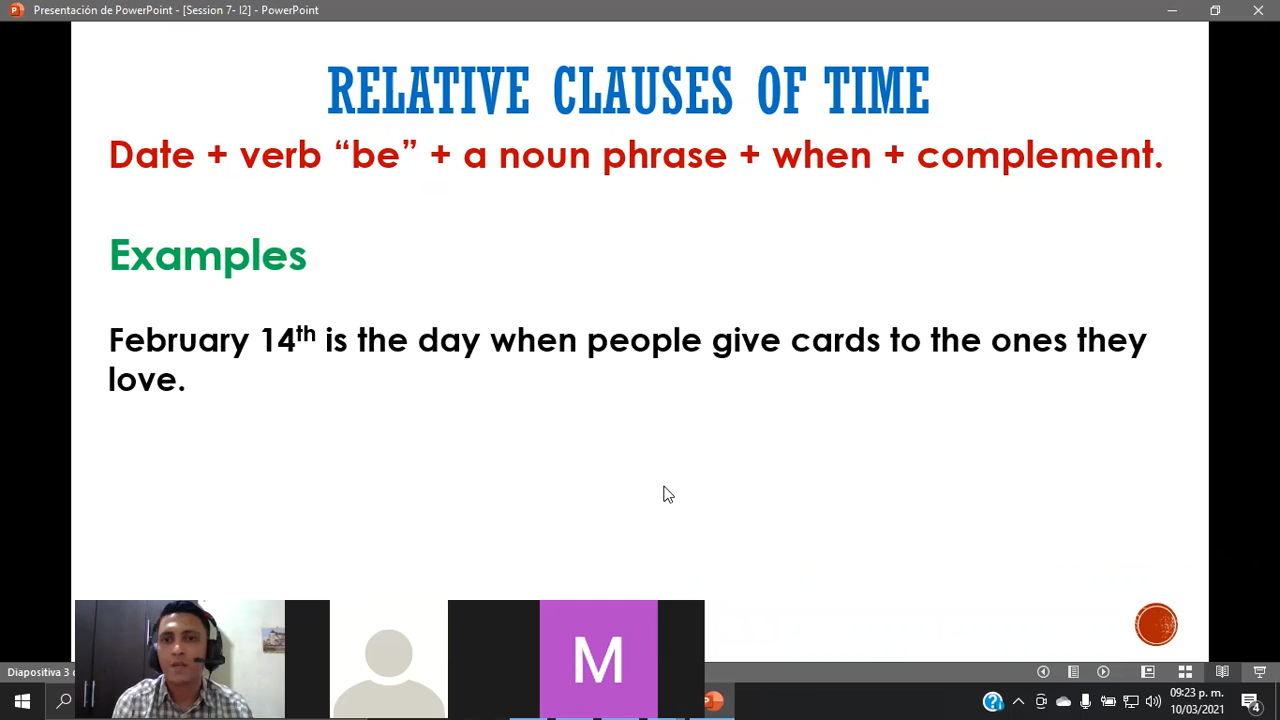 Presentación de PowerPoint - [Session 7- I2] - PowerPoint
RELATIVE CLAUSES OF TIME
Date + verb “be” + a noun phrase + when + complement.
Examples
February 14th is the day when people give cards to the ones they
love.
M
Diapositiva 3
09:23 p. m.
10/03/2021
4